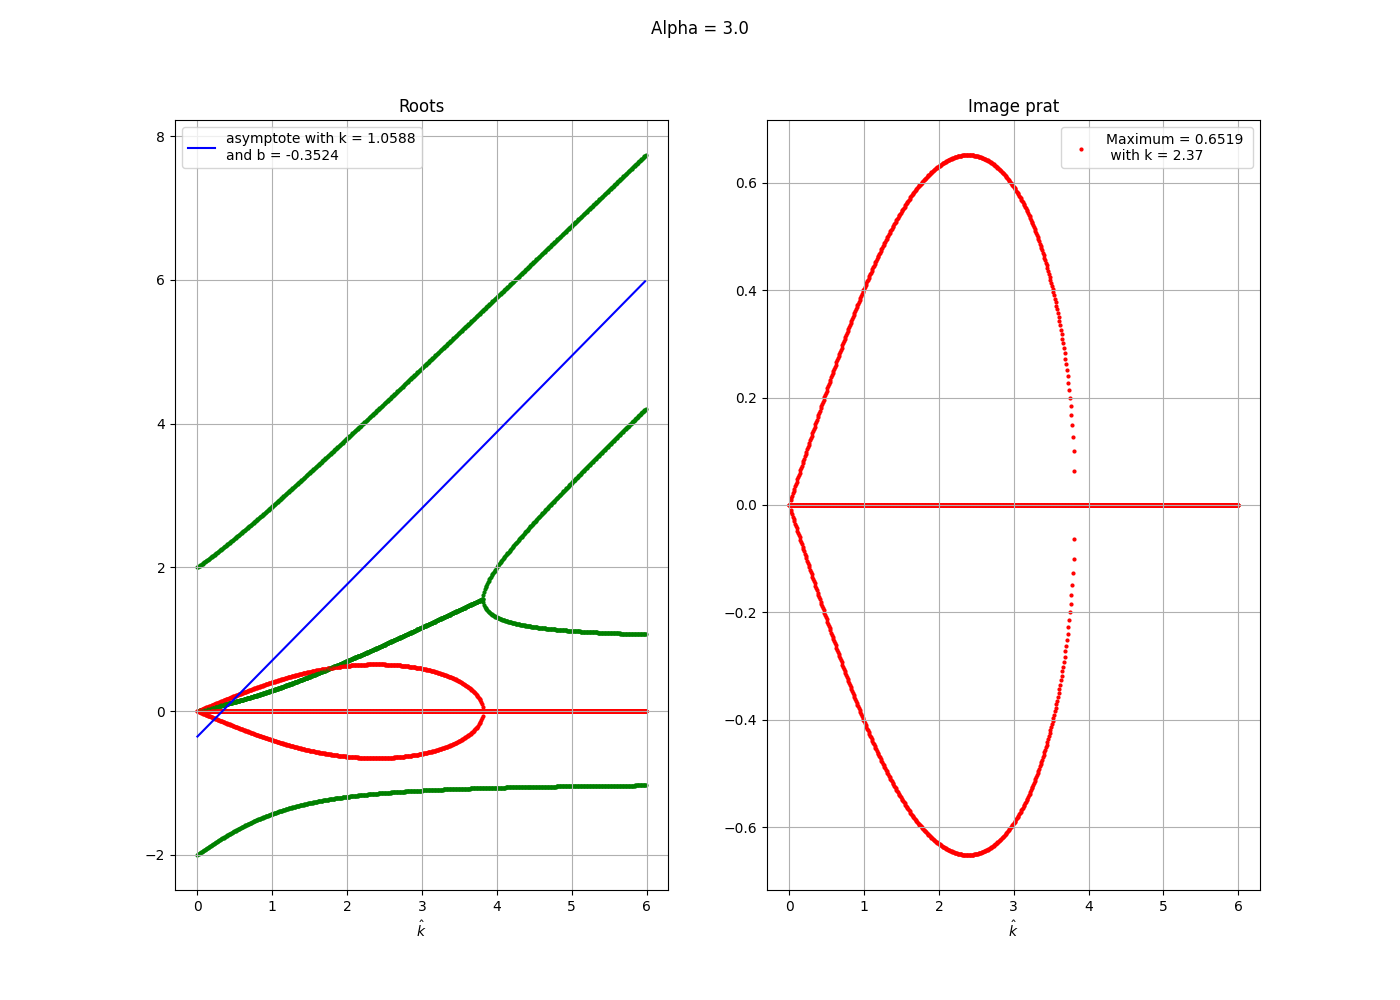 Alpha = 3.0
Roots
asymptote with k = 1.0588
and b = -0.3524
8
6
4
2
0
−2
0 1 2 3 4 5 6
k̂
Image prat
Maximum = 0.6519
with k = 2.37
0.6
0.4
0.2
0.0
−0.2
−0.4
−0.6
0 1 2 3 4 5 6
k̂